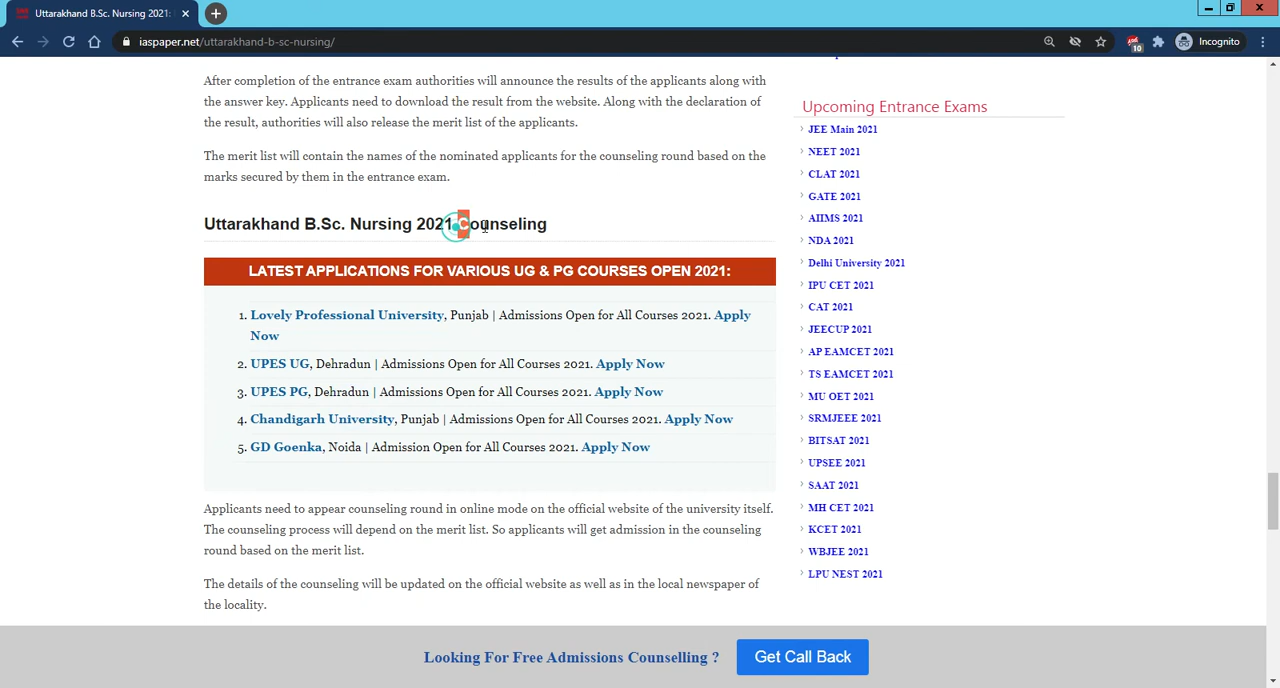 Uttarakhand B.Sc. Nursing 2021:
iaspaper.net/uttarakhand-b-sc-nursing/
10
Incognito
After completion of the entrance exam authorities will announce the results of the applicants along with
the answer key. Applicants need to download the result from the website. Along with the declaration of
the result, authorities will also release the merit list of the applicants.
The merit list will contain the names of the nominated applicants for the counseling round based on the
marks secured by them in the entrance exam.
Uttarakhand B.Sc. Nursing 2021 Counseling
LATEST APPLICATIONS FOR VARIOUS UG & PG COURSES OPEN 2021:
1. Lovely Professional University, Punjab | Admissions Open for All Courses 2021. Apply
Now
2. UPES UG, Dehradun | Admissions Open for All Courses 2021. Apply Now
3. UPES PG, Dehradun | Admissions Open for All Courses 2021. Apply Now
4. Chandigarh University, Punjab | Admissions Open for All Courses 2021. Apply Now
5. GD Goenka, Noida | Admission Open for All Courses 2021. Apply Now
Applicants need to appear counseling round in online mode on the official website of the university itself.
The counseling process will depend on the merit list. So applicants will get admission in the counseling
round based on the merit list.
The details of the counseling will be updated on the official website as well as in the local newspaper of
the locality.
Upcoming Entrance Exams
JEE Main 2021
NEET 2021
CLAT 2021
GATE 2021
AIIMS 2021
NDA 2021
Delhi University 2021
IPU CET 2021
CAT 2021
JEECUP 2021
AP EAMCET 2021
TS EAMCET 2021
MU OET 2021
SRMJEEE 2021
BITSAT 2021
UPSEE 2021
SAAT 2021
MH CET 2021
KCET 2021
WBJEE 2021
LPU NEST 2021
Looking For Free Admissions Counselling ?
Get Call Back